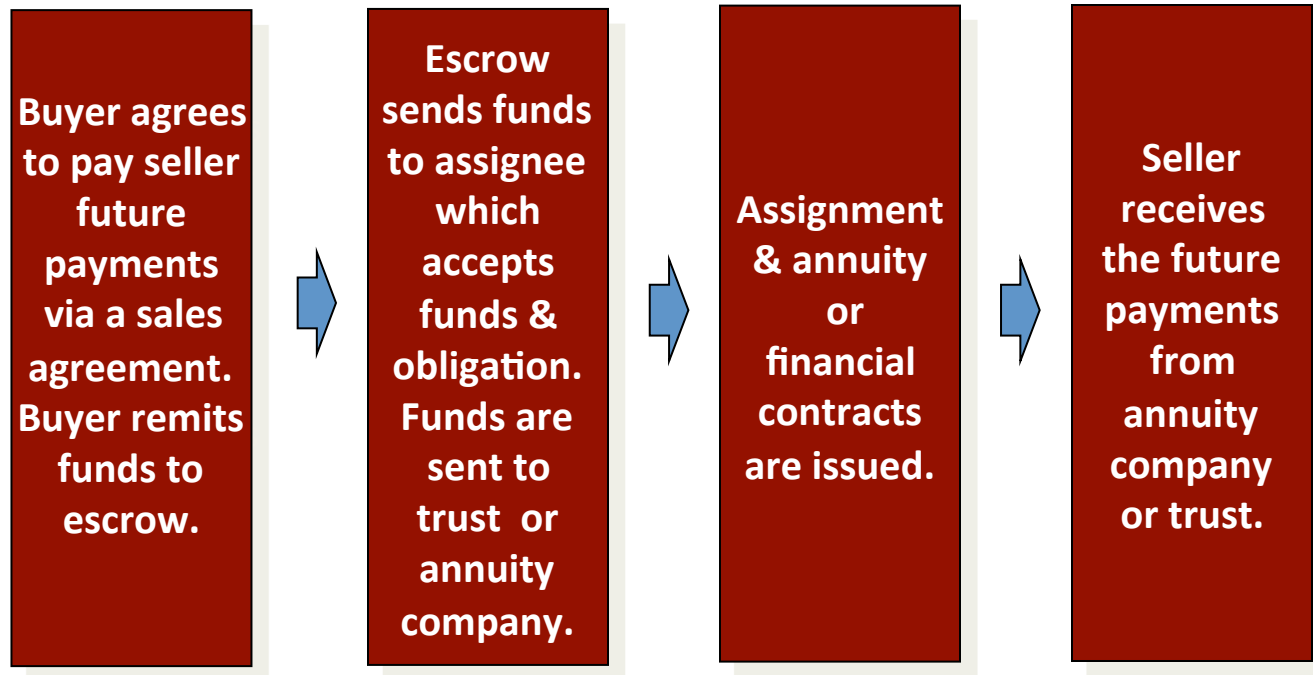 Buyer agrees
to pay seller
future
payments
via a sales
agreement.
Buyer remits
funds to
escrow.
Escrow
sends funds
to assignee
which
accepts
funds &
obligation.
Funds are
sent to
trust or
annuity
company.
Assignment
& annuity
or
financial
contracts
are issued.
Seller
receives
the future
payments
from
annuity
company
or trust.